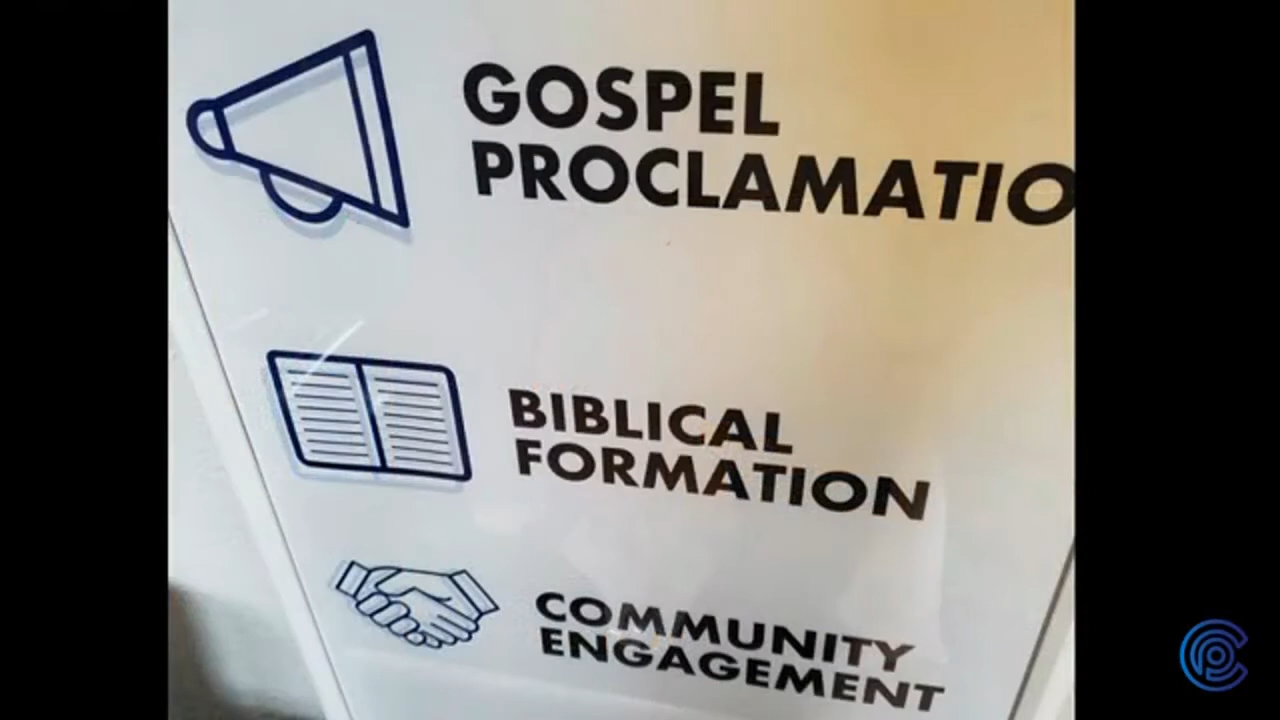 GOSPEL
PROCLAMATIO
BIBLICAL
FORMATION
COMMUNITY
ENGAGEMENT